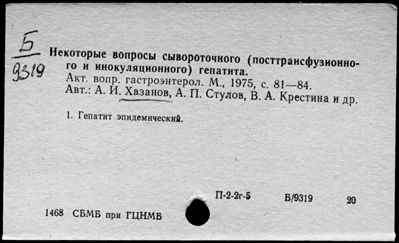 Б
9319
Некоторые вопросы сывороточного (посттрансфузионно-
го и инокуляционного) гепатита.
Акт. вопр. гастроэнтерол. М., 1975, с. 81—84.
Авт.: А. И. Хазанов, А. П. Стулов, В. А. Крестина и др.
1. Гепатит эпидемический.
П-2-2г-5 Б/9319 20
1468 СБМБ при ГЦНМБ